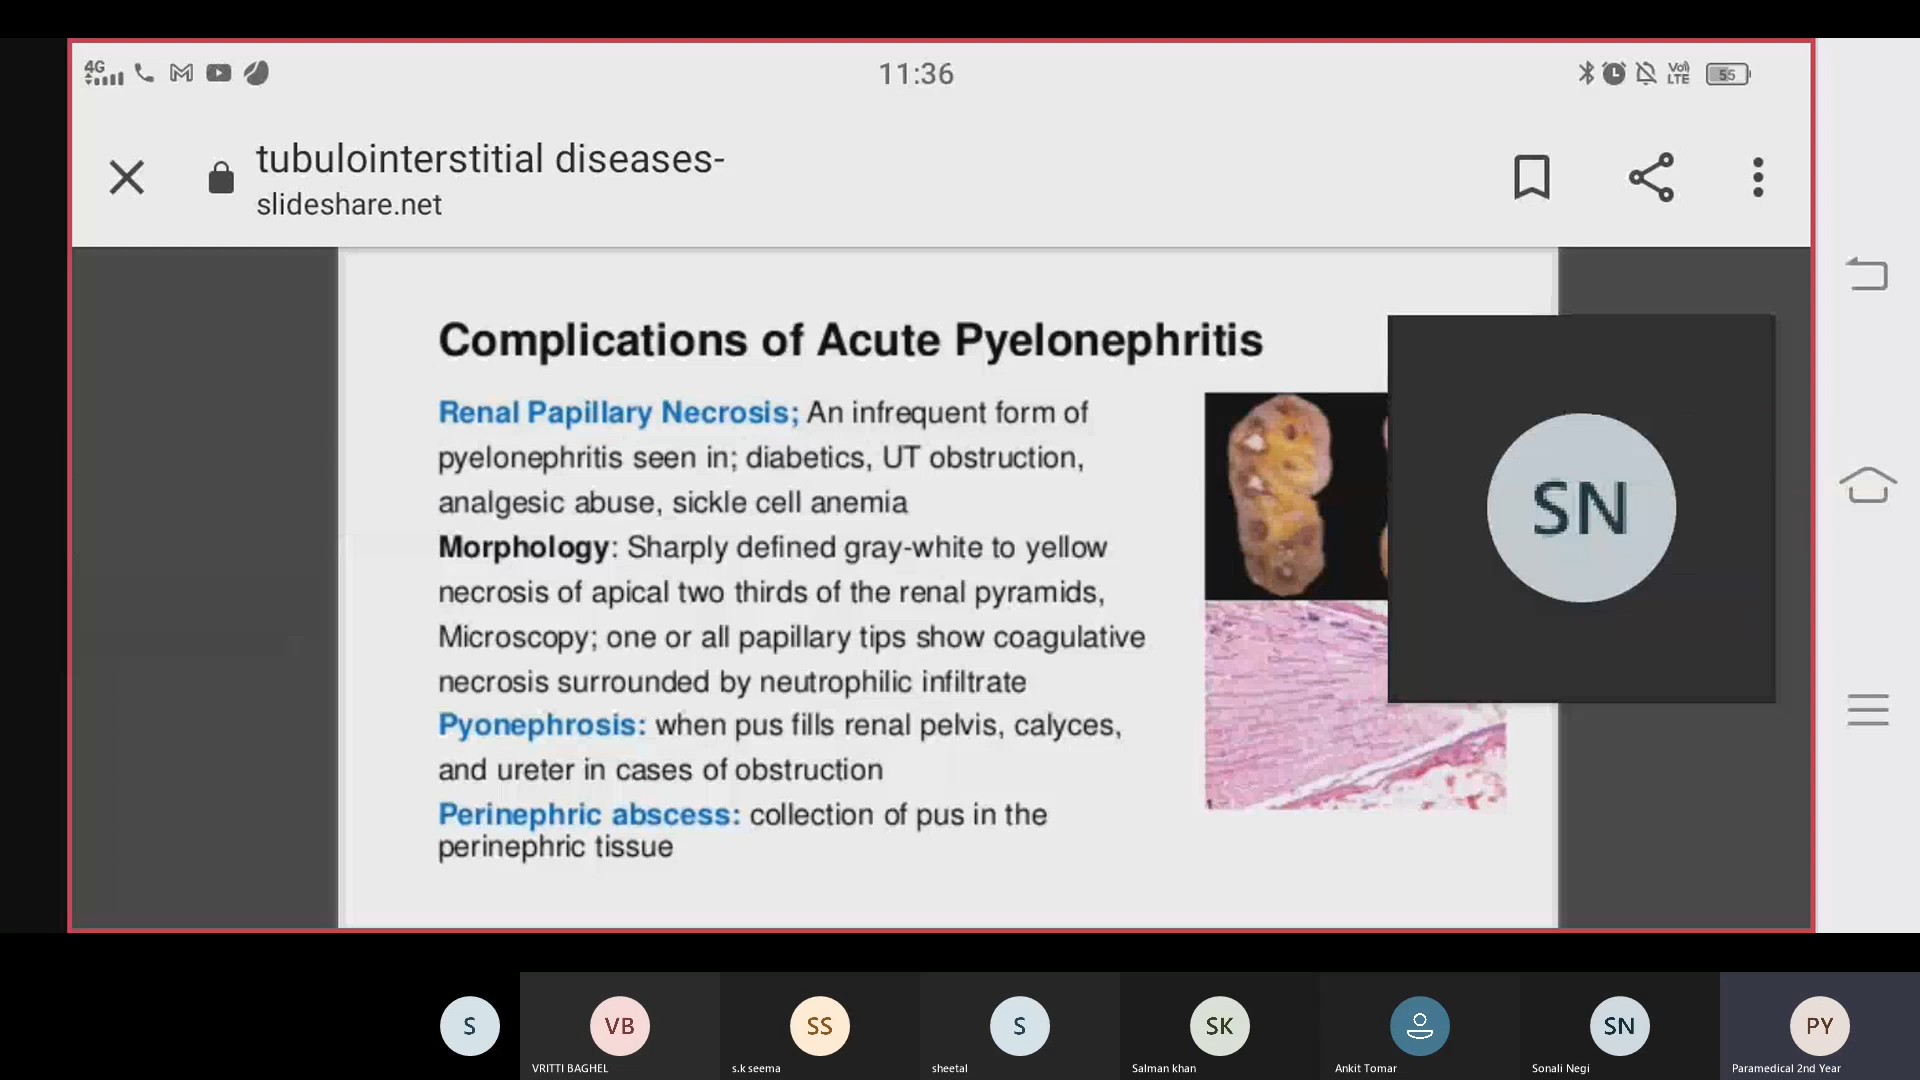 4G
11:36
Vo)
LTE
55
tubulointerstitial diseases-
slideshare.net
Complications of Acute Pyelonephritis
Renal Papillary Necrosis; An infrequent form of
pyelonephritis seen in; diabetics, UT obstruction,
analgesic abuse, sickle cell anemia
Morphology: Sharply defined gray-white to yellow
necrosis of apical two thirds of the renal pyramids,
Microscopy; one or all papillary tips show coagulative
necrosis surrounded by neutrophilic infiltrate
Pyonephrosis: when pus fills renal pelvis, calyces,
and ureter in cases of obstruction
Perinephric abscess: collection of pus in the
perinephric tissue
SN
S
VB
SS
S
SK
SN
PY
VRITTI BAGHEL
s.k seema
sheetal
Salman khan
Ankit Tomar
Sonali Negi
Paramedical 2nd Year